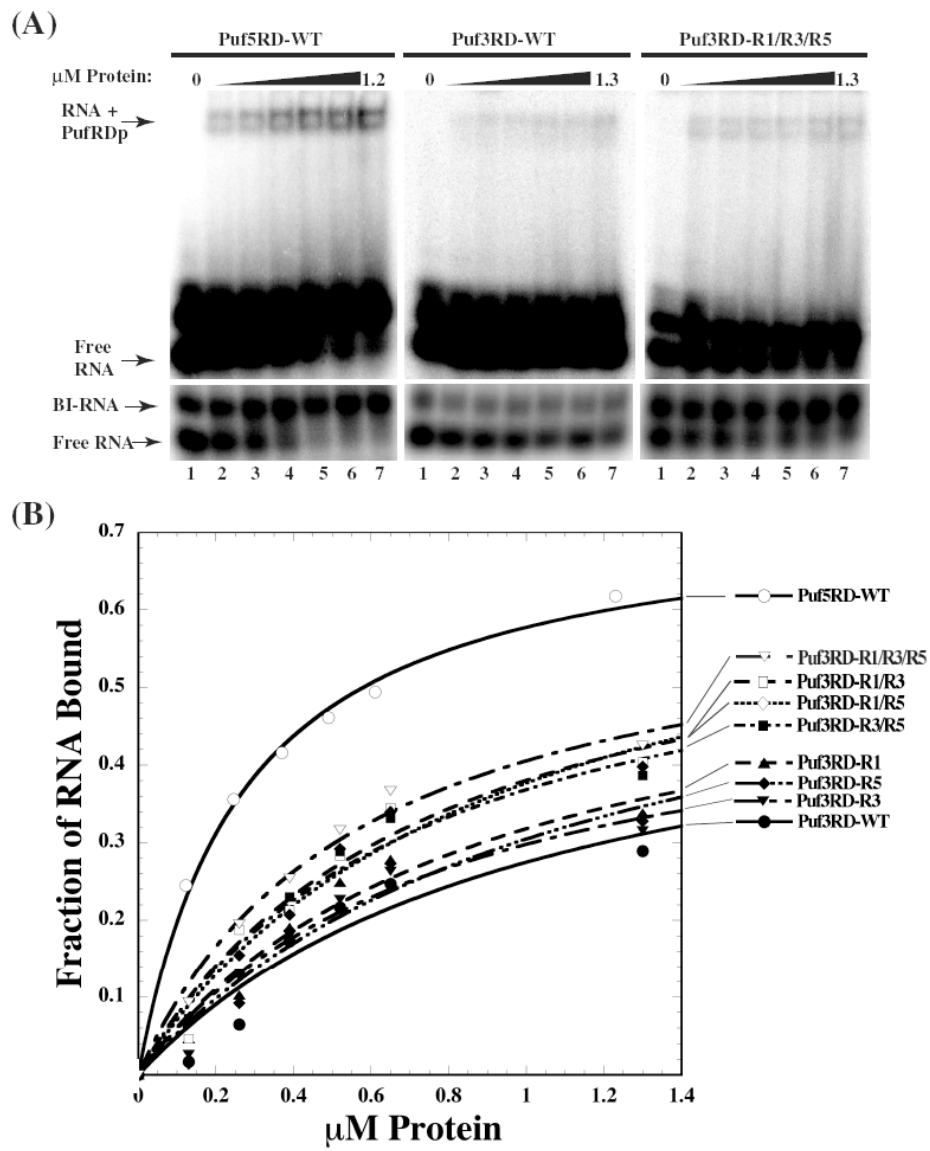 (A)
Puf5RD-WT Puf3RD-WT Puf3RD-R1/R3/R5
μM Protein: 0 1.2 0 1.3 0 1.3
RNA +
PufRDp
Free
RNA
BI-RNA
Free RNA
1 2 3 4 5 6 7 1 2 3 4 5 6 7 1 2 3 4 5 6 7
(B)
0.7
0.6
0.5
0.4
0.3
0.2
0.1
Fraction of RNA Bound
0 0.2 0.4 0.6 0.8 1 1.2 1.4
μM Protein
Puf5RD-WT
Puf3RD-R1/R3/R5
Puf3RD-R1/R3
Puf3RD-R1/R5
Puf3RD-R3/R5
Puf3RD-R1
Puf3RD-R5
Puf3RD-R3
Puf3RD-WT